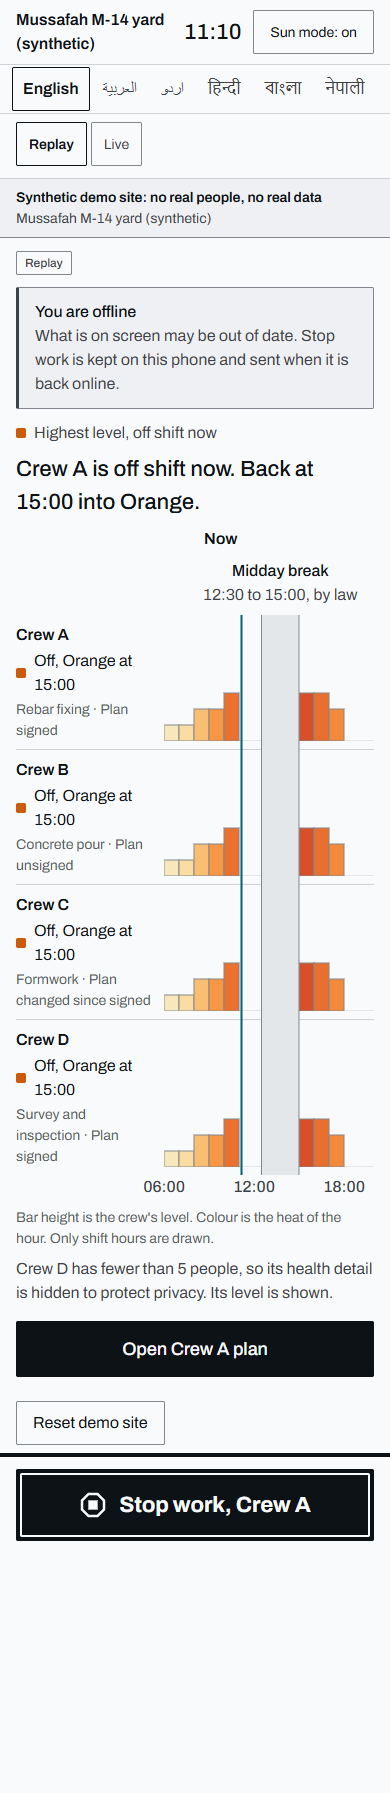 Mussafah M-14 yard
(synthetic)
11:10
Sun mode: on
English
العربية
اردو
हिन्दी
বাংলা
नेपाली
Replay
Live
Synthetic demo site: no real people, no real data
Mussafah M-14 yard (synthetic)
Replay
You are offline
What is on screen may be out of date. Stop
work is kept on this phone and sent when it is
back online.
Highest level, off shift now
Crew A is off shift now. Back at
15:00 into Orange.
Now
Midday break
12:30 to 15:00, by law
Crew A
Off, Orange at
15:00
Rebar fixing · Plan
signed
Crew B
Off, Orange at
15:00
Concrete pour · Plan
unsigned
Crew C
Off, Orange at
15:00
Formwork · Plan
changed since signed
Crew D
Off, Orange at
15:00
Survey and
inspection · Plan
signed
06:00
12:00
18:00
Bar height is the crew's level. Colour is the heat of the
hour. Only shift hours are drawn.
Crew D has fewer than 5 people, so its health detail
is hidden to protect privacy. Its level is shown.
Open Crew A plan
Reset demo site
Stop work, Crew A